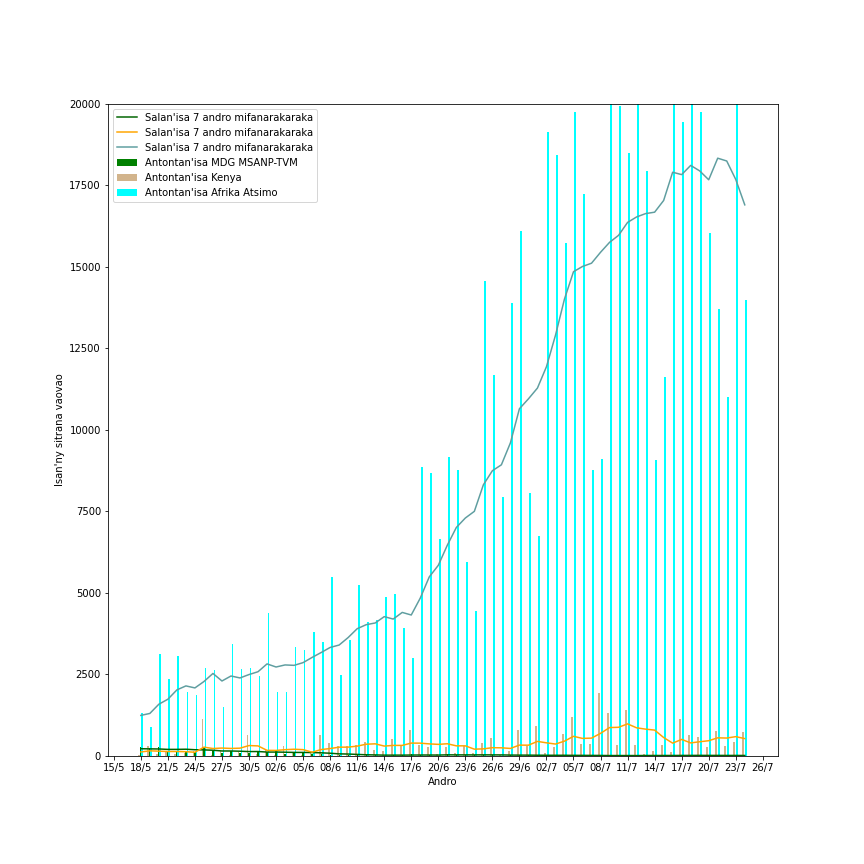 20000
17500
15000
12500
10000
7500
5000
2500
0
Isan'ny sitrana vaovao
Salan'isa 7 andro mifanarakaraka
Salan'isa 7 andro mifanarakaraka
Salan'isa 7 andro mifanarakaraka
Antontan'isa MDG MSANP-TVM
Antontan'isa Kenya
Antontan'isa Afrika Atsimo
15/5 18/5 21/5 24/5 27/5 30/5 02/6 05/6 08/6 11/6 14/6 17/6 20/6 23/6 26/6 29/6 02/7 05/7 08/7 11/7 14/7 17/7 20/7 23/7 26/7
Andro